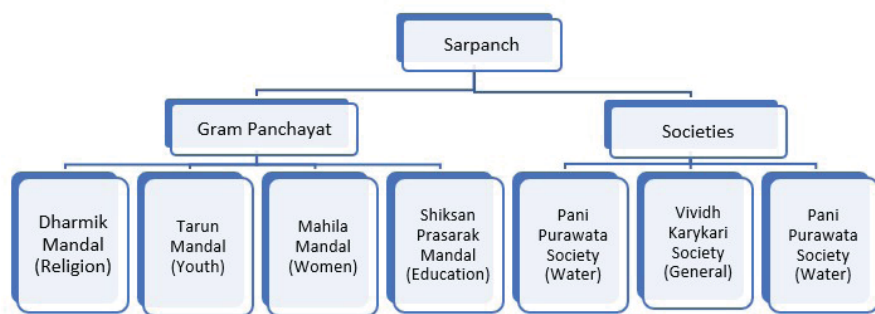 Sarpanch
Gram Panchayat
Societies
Dharmik
Mandal
(Religion)
Tarun
Mandal
(Youth)
Mahila
Mandal
(Women)
Shiksan
Prasarak
Mandal
(Education)
Pani
Purawata
Society
(Water)
Vividh
Karykari
Society
(General)
Pani
Purawata
Society
(Water)